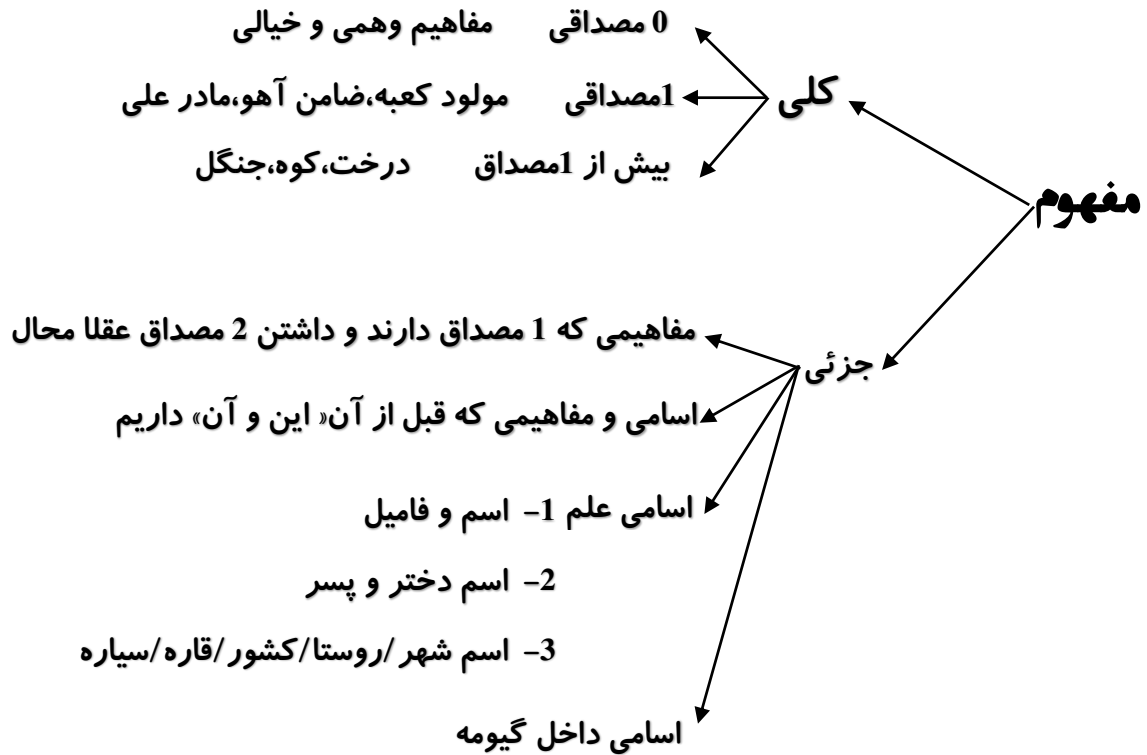 0 مصداقی مفاهیم وهمی و خیالی
کلی
1مصداقی مولود کعبه،ضامن آهو،مادر علی
بیش از 1مصداق درخت،کوه،جنگل
مفهوم
مفاهیمی که 1 مصداق دارند و داشتن 2 مصداق عقلا محال
جزئی
اسامی و مفاهیمی که قبل از آن« این و آن» داریم
اسامی علم 1- اسم و فامیل
2- اسم دختر و پسر
3- اسم شهر/روستا/کشور/قاره/سیاره
اسامی داخل گیومه